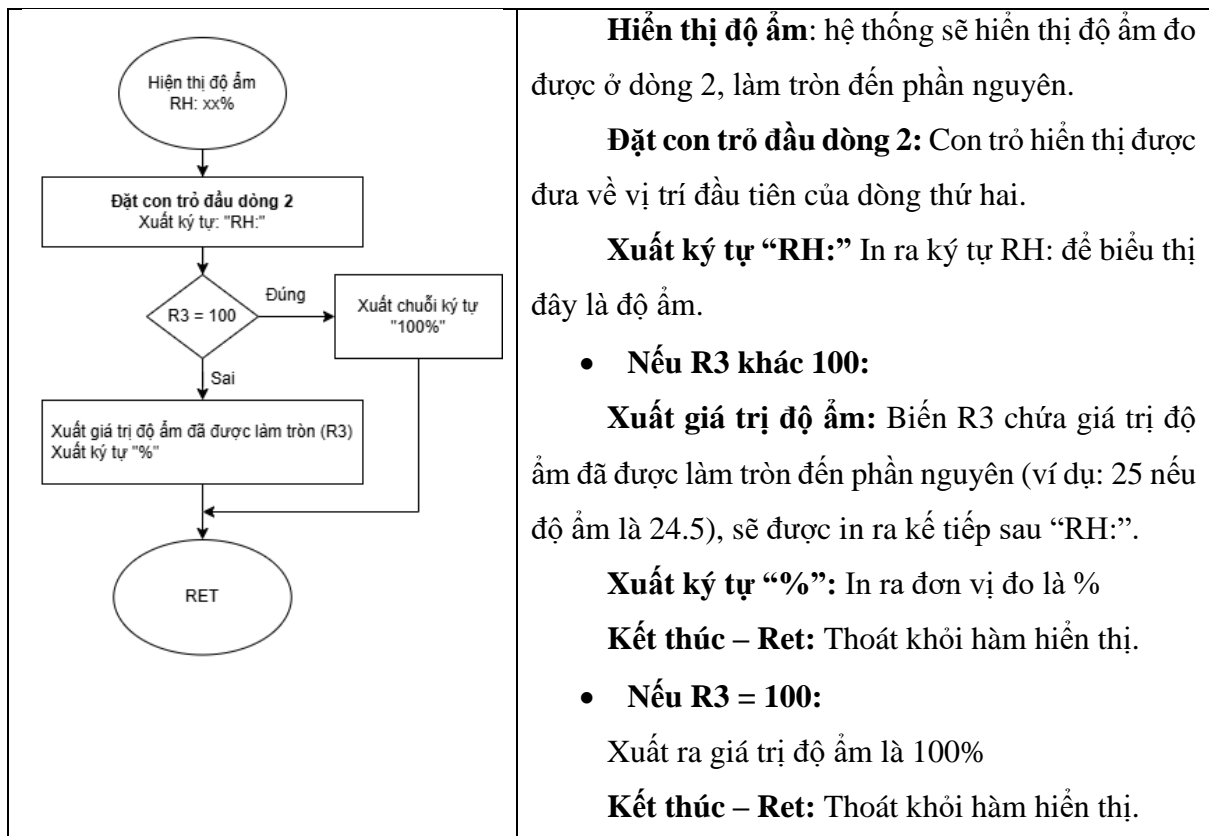 Hiện thị độ ẩm
RH: xx%
Đặt con trỏ đầu dòng 2
Xuất ký tự: "RH:"
R3 = 100
Đúng
Xuất chuỗi ký tự
"100%"
Sai
Xuất giá trị độ ẩm đã được làm tròn (R3)
Xuất ký tự "%"
RET
Hiển thị độ ẩm: hệ thống sẽ hiển thị độ ẩm đo
được ở dòng 2, làm tròn đến phần nguyên.
Đặt con trỏ đầu dòng 2: Con trỏ hiển thị được
đưa về vị trí đầu tiên của dòng thứ hai.
Xuất ký tự “RH:” In ra ký tự RH: để biểu thị
đây là độ ẩm.
• Nếu R3 khác 100:
Xuất giá trị độ ẩm: Biến R3 chứa giá trị độ
ẩm đã được làm tròn đến phần nguyên (ví dụ: 25 nếu
độ ẩm là 24.5), sẽ được in ra kế tiếp sau “RH:”.
Xuất ký tự “%”: In ra đơn vị đo là %
Kết thúc – Ret: Thoát khỏi hàm hiển thị.
• Nếu R3 = 100:
Xuất ra giá trị độ ẩm là 100%
Kết thúc – Ret: Thoát khỏi hàm hiển thị.